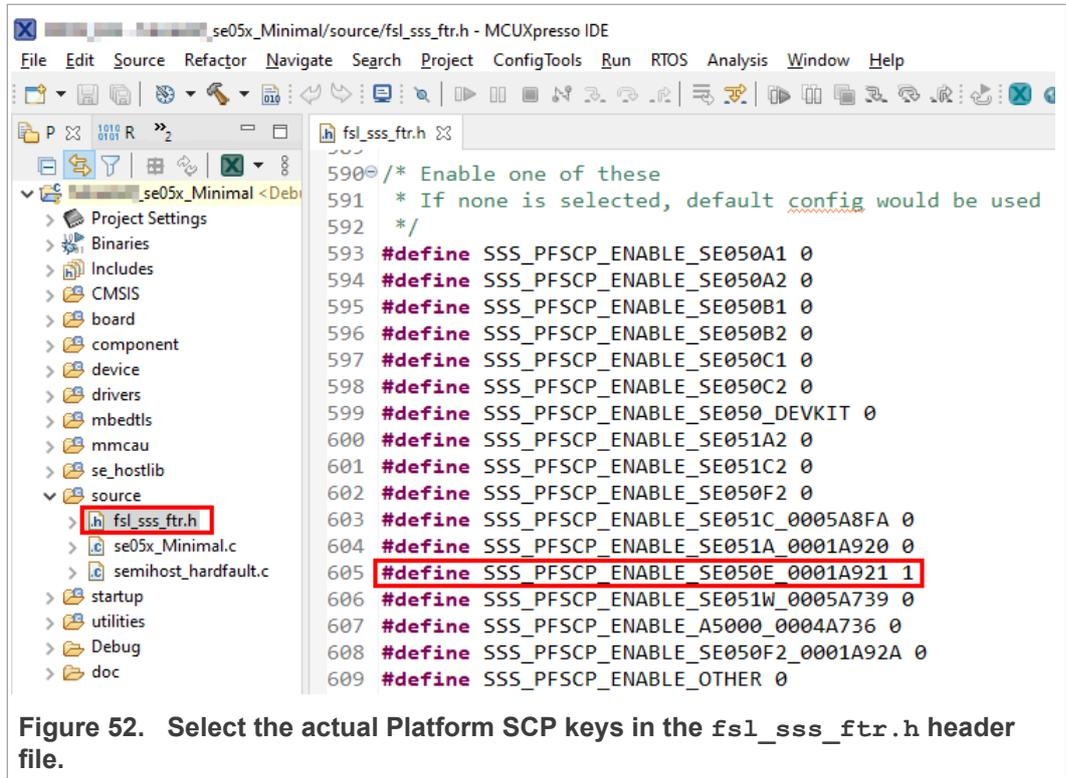 _se05x_Minimal/source/fsl_sss_ftr.h - MCUXpresso IDE
File Edit Source Refactor Navigate Search Project ConfigTools Run RTOS Analysis Window Help
P R »2
fsl_sss_ftr.h
_se05x_Minimal <Deb
Project Settings
Binaries
Includes
CMSIS
board
component
device
drivers
mbedtls
mmcau
se_hostlib
source
fsl_sss_ftr.h
se05x_Minimal.c
semihost_hardfault.c
startup
utilities
Debug
doc
590 /* Enable one of these
591 * If none is selected, default config would be used
592 */
593 #define SSS_PFSCP_ENABLE_SE050A1 0
594 #define SSS_PFSCP_ENABLE_SE050A2 0
595 #define SSS_PFSCP_ENABLE_SE050B1 0
596 #define SSS_PFSCP_ENABLE_SE050B2 0
597 #define SSS_PFSCP_ENABLE_SE050C1 0
598 #define SSS_PFSCP_ENABLE_SE050C2 0
599 #define SSS_PFSCP_ENABLE_SE050_DEVKIT 0
600 #define SSS_PFSCP_ENABLE_SE051A2 0
601 #define SSS_PFSCP_ENABLE_SE051C2 0
602 #define SSS_PFSCP_ENABLE_SE050F2 0
603 #define SSS_PFSCP_ENABLE_SE051C_0005A8FA 0
604 #define SSS_PFSCP_ENABLE_SE051A_0001A920 0
605 #define SSS_PFSCP_ENABLE_SE050E_0001A921 1
606 #define SSS_PFSCP_ENABLE_SE051W_0005A739 0
607 #define SSS_PFSCP_ENABLE_A5000_0004A736 0
608 #define SSS_PFSCP_ENABLE_SE050F2_0001A92A 0
609 #define SSS_PFSCP_ENABLE_OTHER 0
Figure 52. Select the actual Platform SCP keys in the fsl_sss_ftr.h header
file.